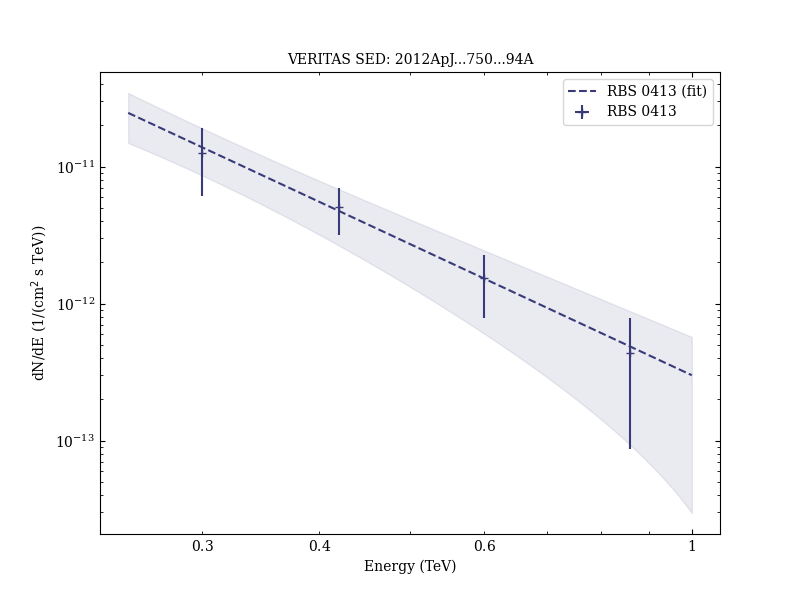 VERITAS SED: 2012ApJ...750...94A
RBS 0413 (fit)
RBS 0413
dN/dE (1/(cm² s TeV))
10⁻¹¹
10⁻¹²
10⁻¹³
0.3 0.4 0.6 1
Energy (TeV)